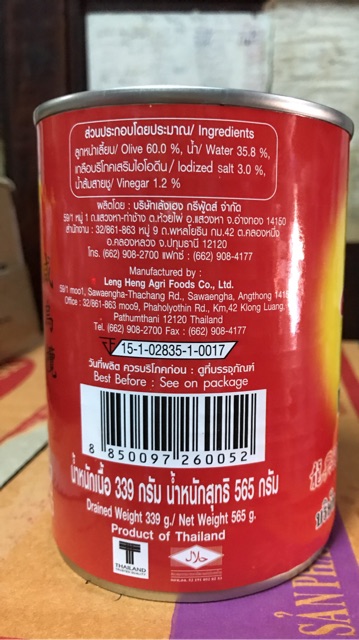 ส่วนประกอบโดยประมาณ/ Ingredients
ลูกหน่าเลี๊ยบ/ Olive 60.0 %, น้ำ/ Water 35.8 %,
เกลือบริโภคเสริมไอโอดีน/ Iodized salt 3.0 %,
น้ำส้มสายชู/ Vinegar 1.2 %
ผลิตโดย : บริษัทเล้งเฮง กรีฟู้ดส์ จำกัด
59/1 หมู่ 1 ถ.แสวงหา-ท่าช้าง ต.ห้วยไผ่ อ.แสวงหา จ.อ่างทอง 14150
สำนักงาน : 32/861-863 หมู่ 9 ถ.พหลโยธิน กม.42 ต.คลองหนึ่ง
อ.คลองหลวง จ.ปทุมธานี 12120
โทร. (662) 908-2700 แฟกซ์ : (662) 908-4177
Manufactured by :
Leng Heng Agri Foods Co., Ltd.
59/1 moo1, Sawaengha-Thachang Rd., Sawaengha, Angthong 14150
Office : 32/861-863 moo9, Phaholyothin Rd., Km,42 Klong Luang,
Pathumthani 12120 Thailand
Tel. (662) 908-2700 Fax : (662) 908-4177
15-1-02835-1-0017
วันที่ผลิต ควรบริโภคก่อน : ดูที่บรรจุภัณฑ์
Best Before : See on package
8 850097 260052
น้ำหนักเนื้อ 339 กรัม น้ำหนักสุทธิ 565 กรัม
Drained Weight 339 g./ Net Weight 565 g.
Product of Thailand
T
THAILAND
حلال
SANP